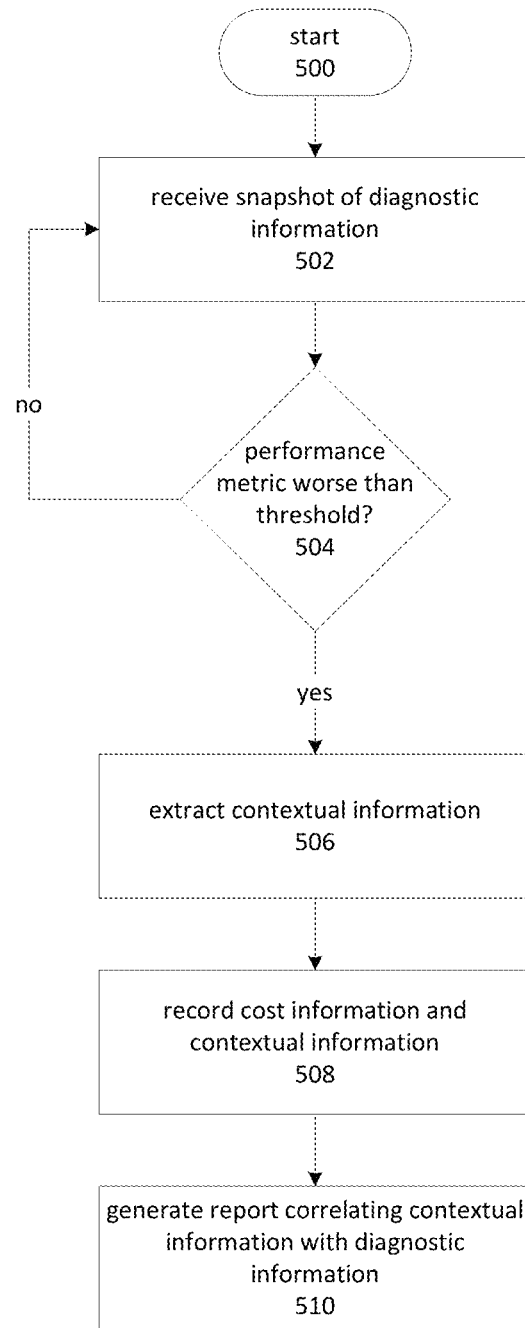 start
500
receive snapshot of diagnostic
information
502
no
performance
metric worse than
threshold?
504
yes
extract contextual information
506
record cost information and
contextual information
508
generate report correlating contextual
information with diagnostic
information
510